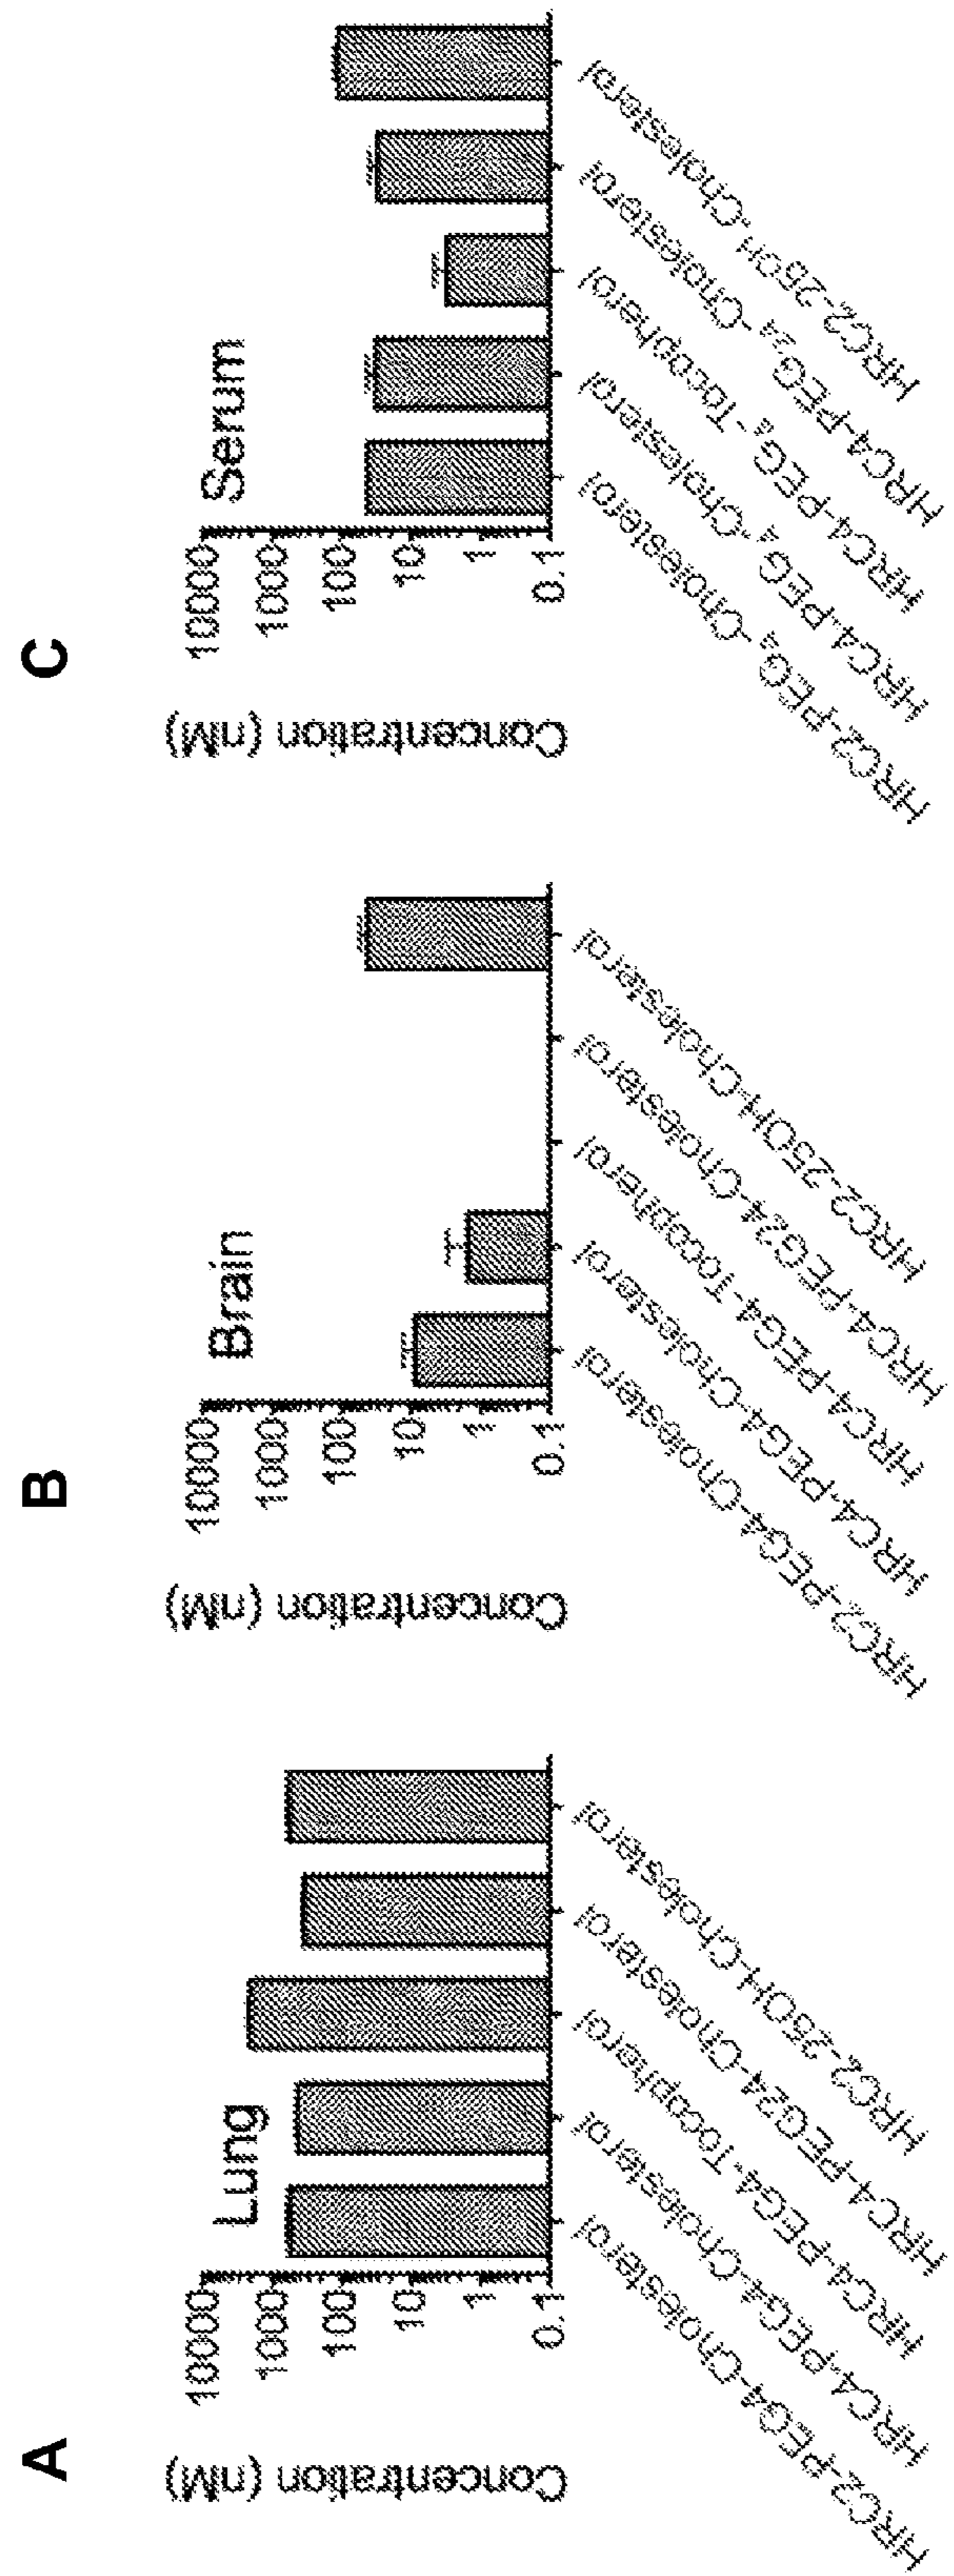 A
Lung
Concentration (nM)
10000
1000
100
10
1
0.1
HRC2-PEG4-Cholesterol
HRC4-PEG4-Cholesterol
HRC4-PEG4-Tocopherol
HRC4-PEG24-Cholesterol
HRC2-25OH-Cholesterol
B
Brain
Concentration (nM)
10000
1000
100
10
1
0.1
HRC2-PEG4-Cholesterol
HRC4-PEG4-Cholesterol
HRC4-PEG4-Tocopherol
HRC4-PEG24-Cholesterol
HRC2-25OH-Cholesterol
C
Serum
Concentration (nM)
10000
1000
100
10
1
0.1
HRC2-PEG₄-Cholesterol
HRC4-PEG₄-Cholesterol
HRC4-PEG₄-Tocopherol
HRC4-PEG₂₄-Cholesterol
HRC2-25OH-Cholesterol